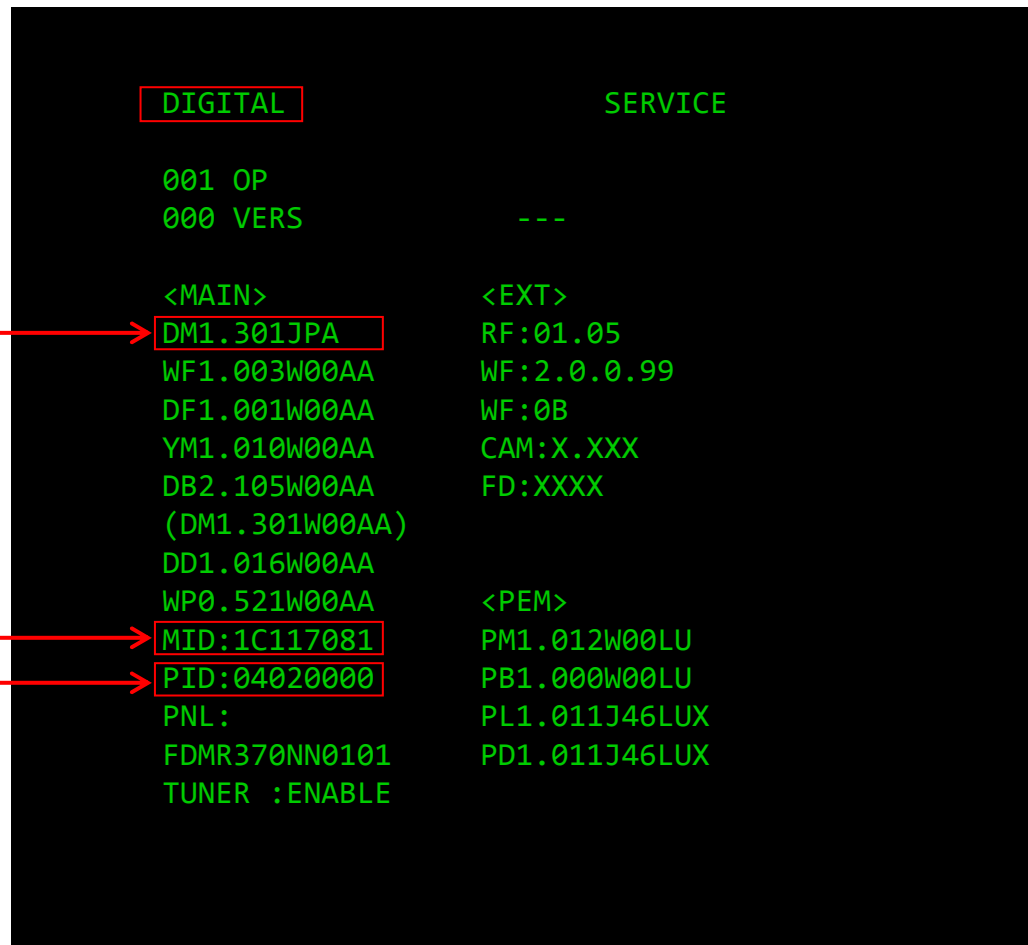 DIGITAL SERVICE
001 OP
000 VERS ---
<MAIN> <EXT>
DM1.301JPA RF:01.05
WF1.003W00AA WF:2.0.0.99
DF1.001W00AA WF:0B
YM1.010W00AA CAM:X.XXX
DB2.105W00AA FD:XXXX
(DM1.301W00AA)
DD1.016W00AA
WP0.521W00AA <PEM>
MID:1C117081 PM1.012W00LU
PID:04020000 PB1.000W00LU
PNL: PL1.011J46LUX
FDMR370NN0101 PD1.011J46LUX
TUNER :ENABLE